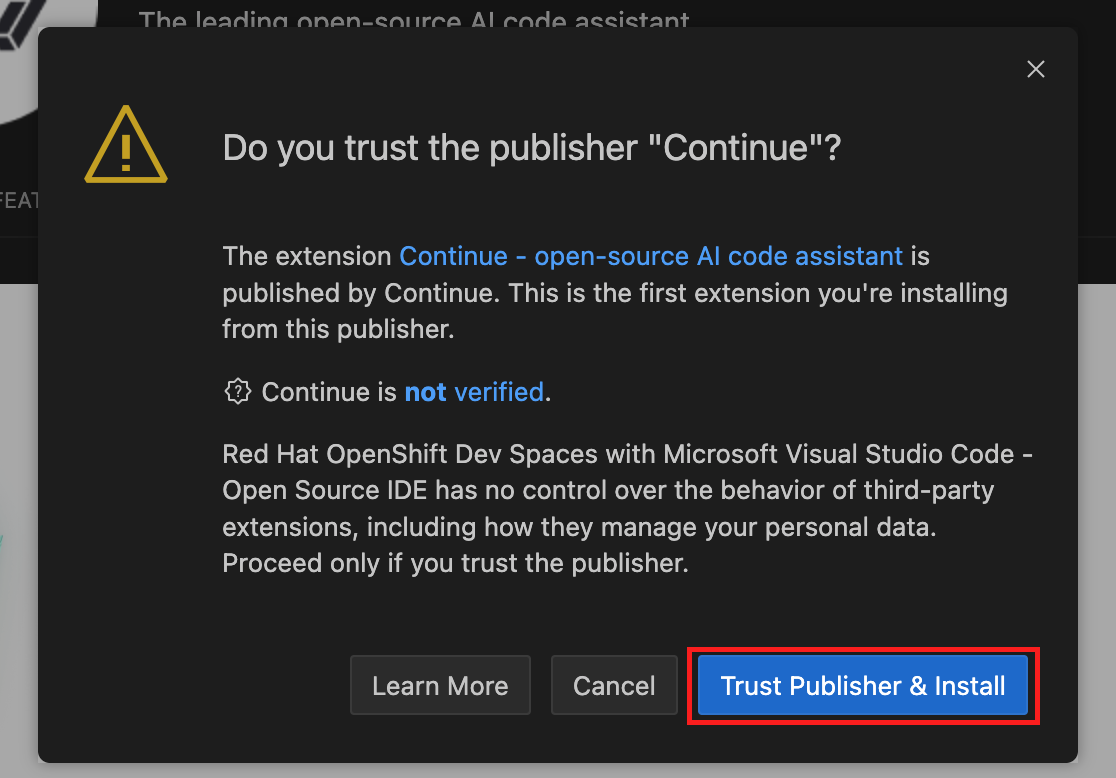 The leading open-source AI code assistant
Do you trust the publisher "Continue"?
FEAT
The extension Continue - open-source AI code assistant is
published by Continue. This is the first extension you're installing
from this publisher.
Continue is not verified.
Red Hat OpenShift Dev Spaces with Microsoft Visual Studio Code -
Open Source IDE has no control over the behavior of third-party
extensions, including how they manage your personal data.
Proceed only if you trust the publisher.
Learn More
Cancel
Trust Publisher & Install